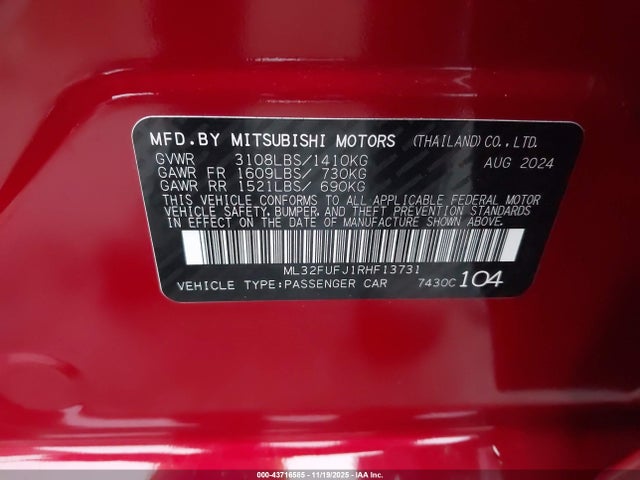 MFD.BY MITSUBISHI MOTORS (THAILAND) CO.,LTD.
GVWR 3108LBS/1410KG AUG 2024
GAWR FR 1609LBS/ 730KG
GAWR RR 1521LBS/ 690KG
THIS VEHICLE CONFORMS TO ALL APPLICABLE FEDERAL MOTOR
VEHICLE SAFETY, BUMPER, AND THEFT PREVENTION STANDARDS
IN EFFECT ON THE DATE OF MANUFACTURE SHOWN ABOVE.
ML32FUFJ1RHF13731
VEHICLE TYPE:PASSENGER CAR 7430C 104
000-43716565 - 11/19/2025 - IAA Inc.